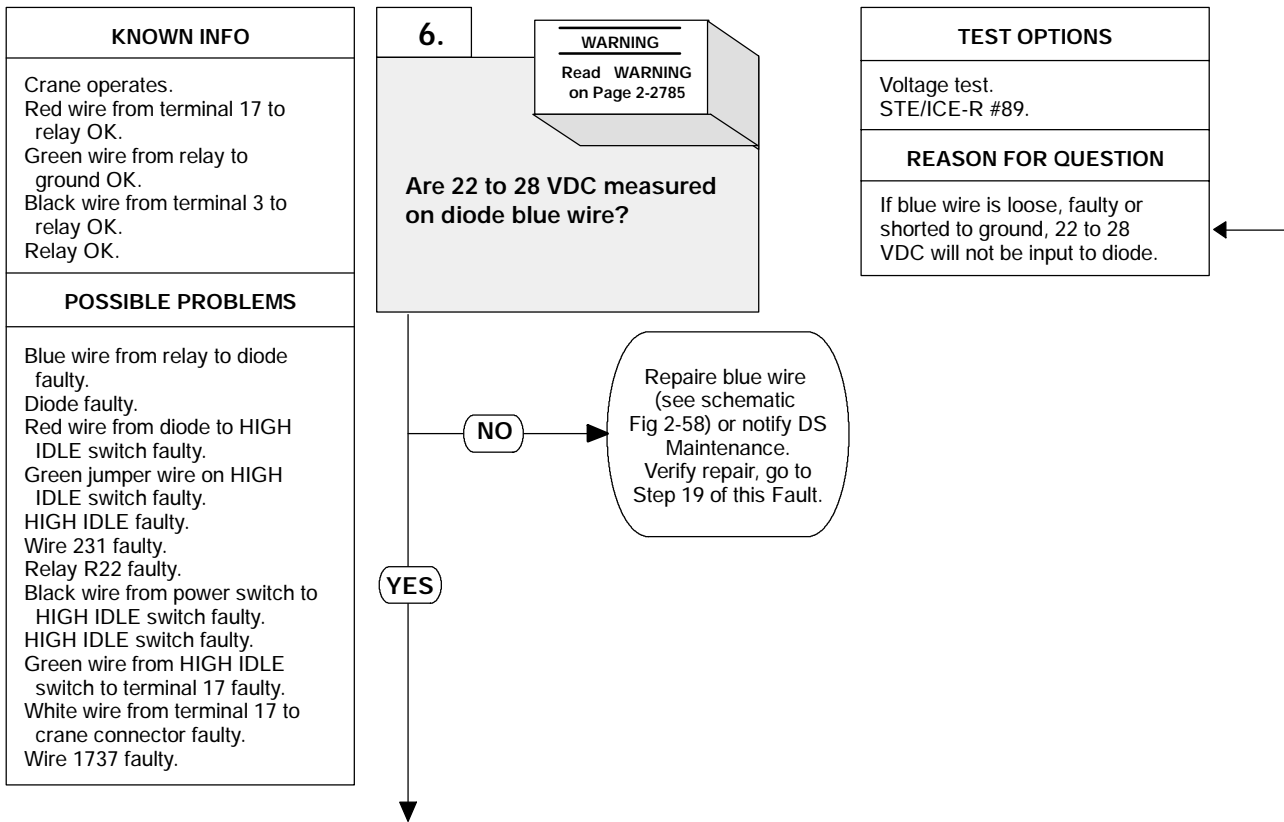 KNOWN INFO
Crane operates.
Red wire from terminal 17 to
relay OK.
Green wire from relay to
ground OK.
Black wire from terminal 3 to
relay OK.
Relay OK.
POSSIBLE PROBLEMS
Blue wire from relay to diode
faulty.
Diode faulty.
Red wire from diode to HIGH
IDLE switch faulty.
Green jumper wire on HIGH
IDLE switch faulty.
HIGH IDLE faulty.
Wire 231 faulty.
Relay R22 faulty.
Black wire from power switch to
HIGH IDLE switch faulty.
HIGH IDLE switch faulty.
Green wire from HIGH IDLE
switch to terminal 17 faulty.
White wire from terminal 17 to
crane connector faulty.
Wire 1737 faulty.
6.
WARNING
Read WARNING
on Page 2-2785
Are 22 to 28 VDC measured
on diode blue wire?
NO
Repaire blue wire
(see schematic
Fig 2-58) or notify DS
Maintenance.
Verify repair, go to
Step 19 of this Fault.
YES
TEST OPTIONS
Voltage test.
STE/ICE-R #89.
REASON FOR QUESTION
If blue wire is loose, faulty or
shorted to ground, 22 to 28
VDC will not be input to diode.